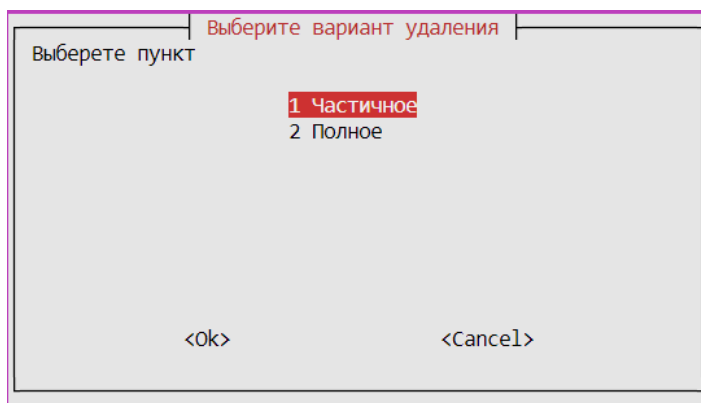 Выберите вариант удаления
Выберете пункт
1 Частичное
2 Полное
<Ok> <Cancel>